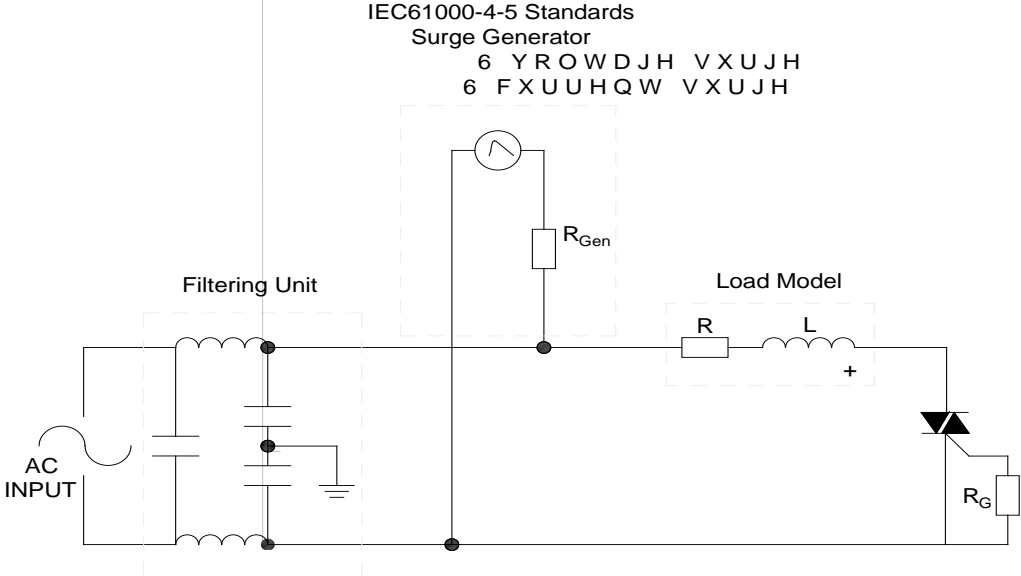 IEC61000-4-5 Standards
Surge Generator
6 YROWDJH VXUJH
6 FXUUHQW VXUJH
RGen
Filtering Unit
Load Model
R
L
+
AC
INPUT
RG